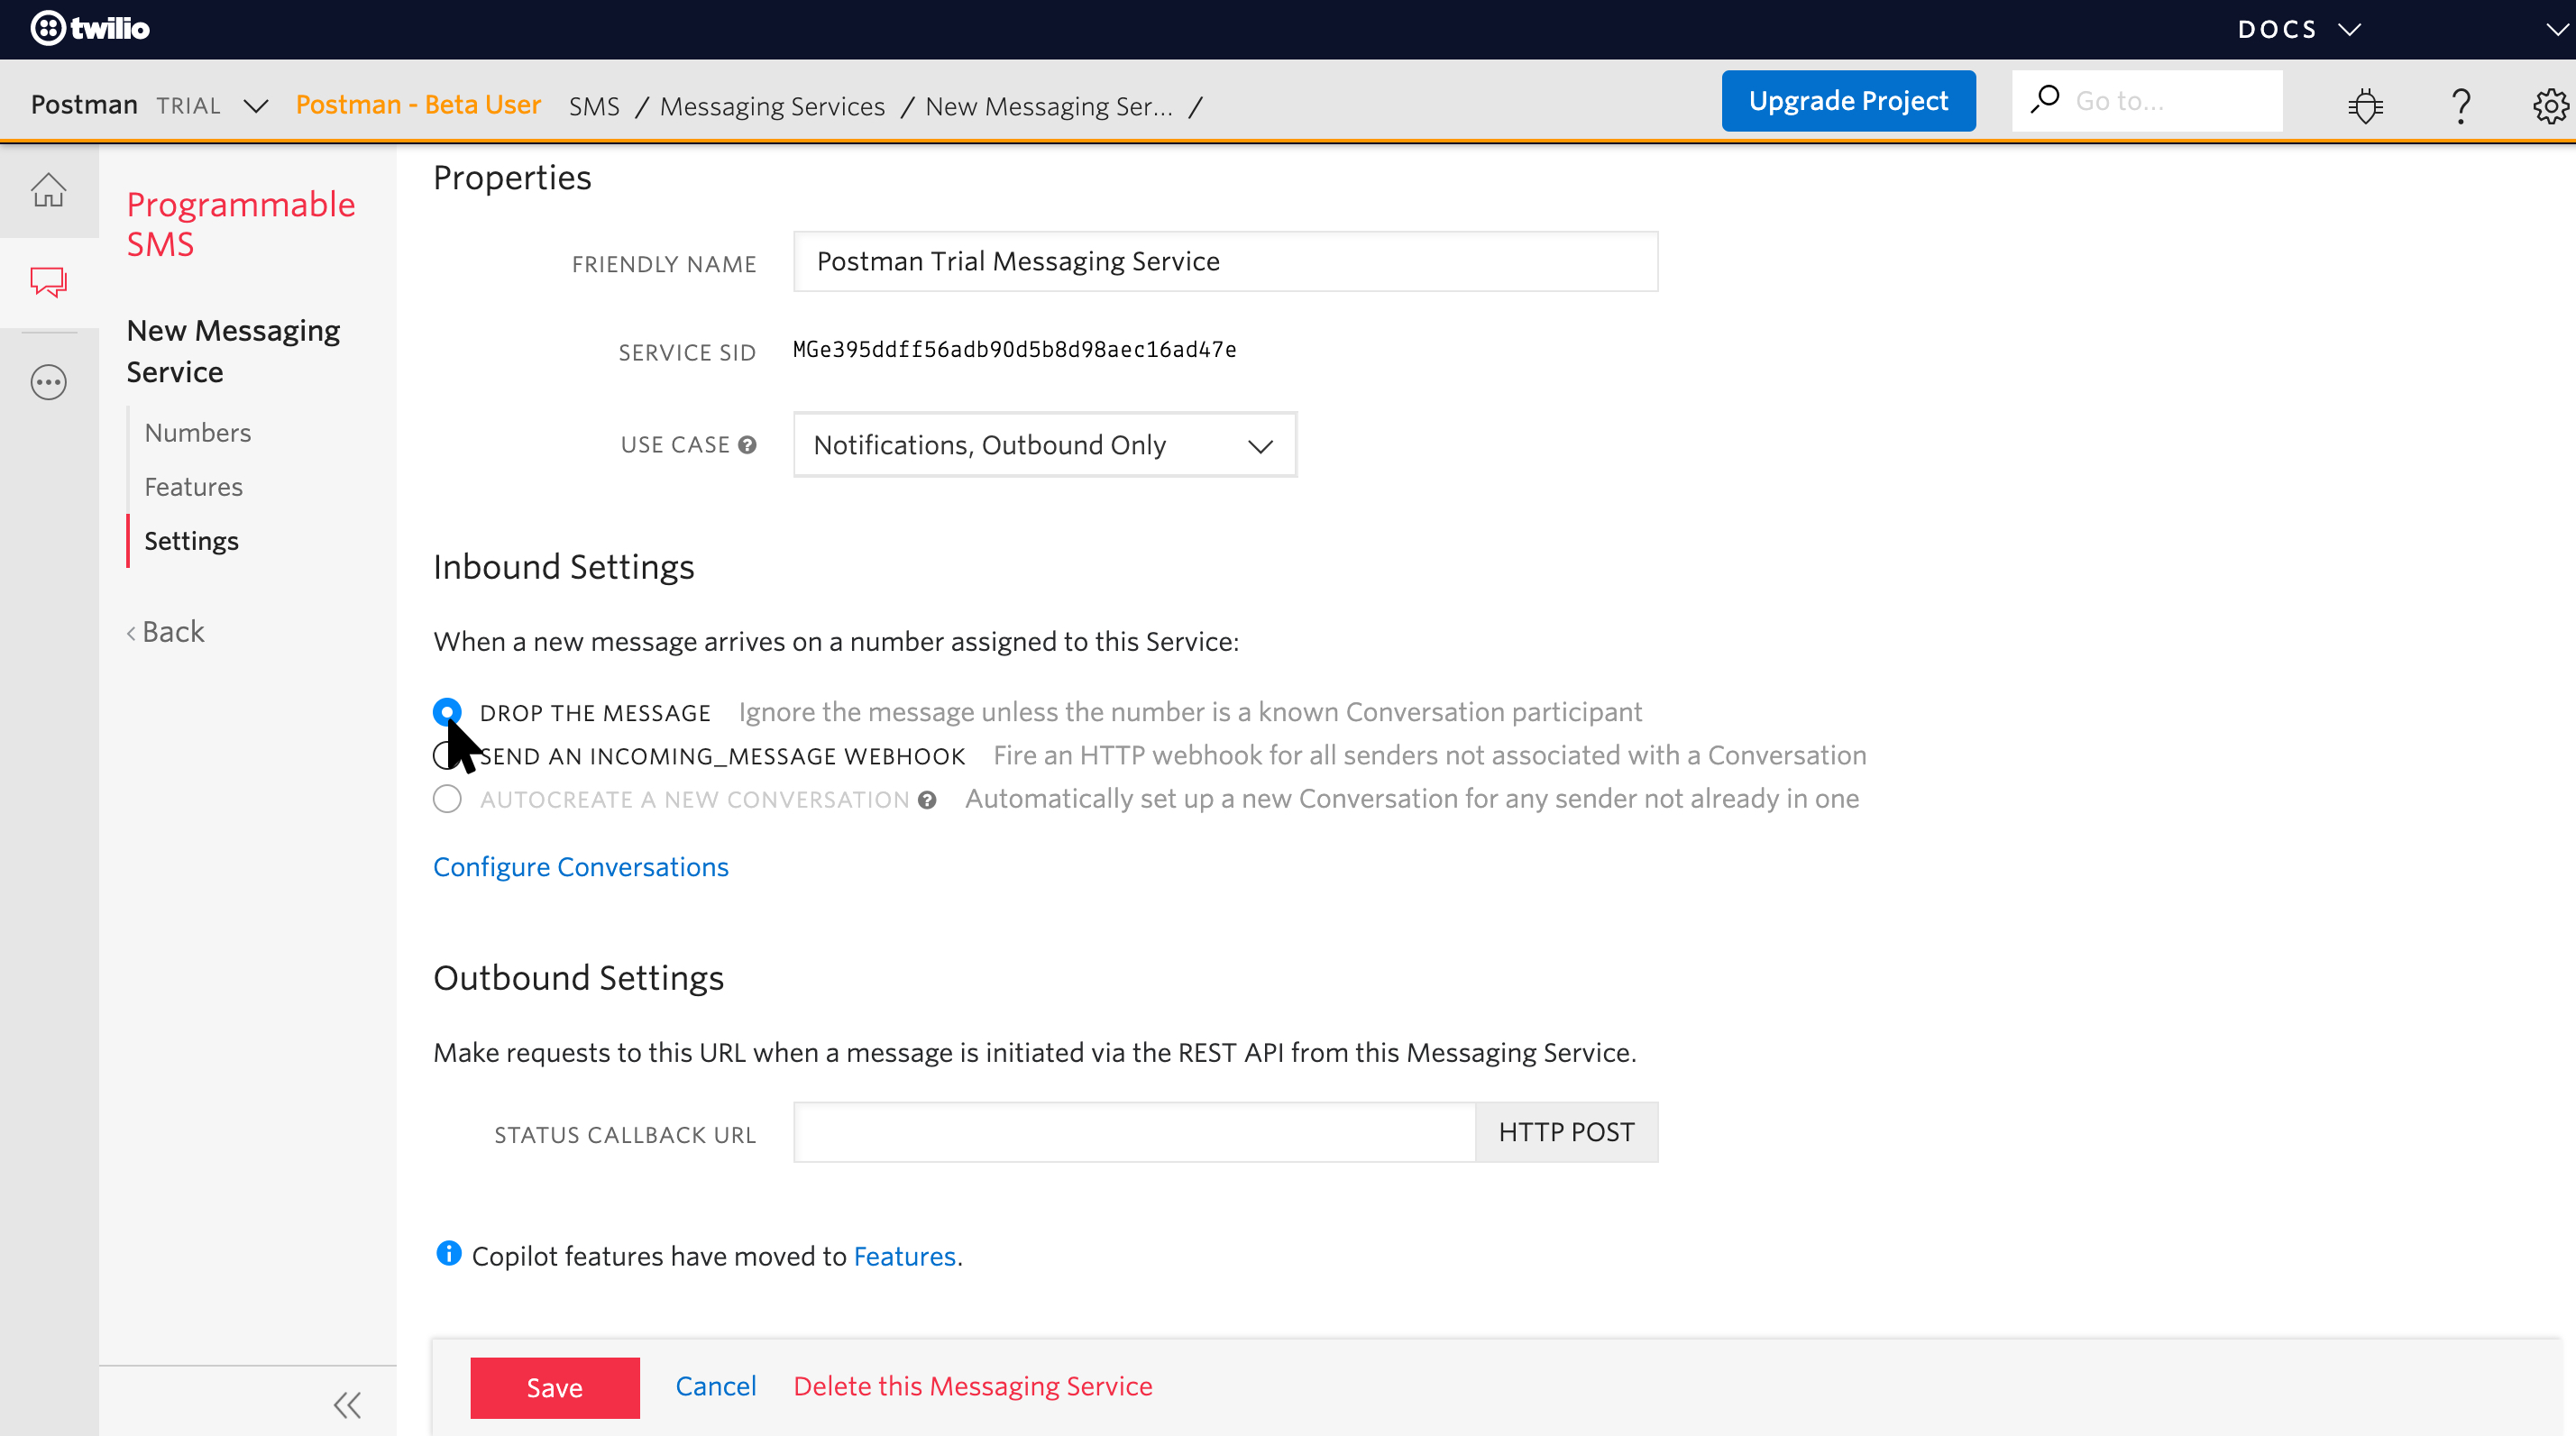 twilio
DOCS
Postman TRIAL Postman - Beta User SMS / Messaging Services / New Messaging Ser... /
Upgrade Project
Go to...
Programmable SMS
New Messaging Service
Numbers
Features
Settings
‹ Back
Properties
FRIENDLY NAME Postman Trial Messaging Service
SERVICE SID MGe395ddff56adb90d5b8d98aec16ad47e
USE CASE ? Notifications, Outbound Only
Inbound Settings
When a new message arrives on a number assigned to this Service:
DROP THE MESSAGE Ignore the message unless the number is a known Conversation participant
SEND AN INCOMING_MESSAGE WEBHOOK Fire an HTTP webhook for all senders not associated with a Conversation
AUTOCREATE A NEW CONVERSATION ? Automatically set up a new Conversation for any sender not already in one
Configure Conversations
Outbound Settings
Make requests to this URL when a message is initiated via the REST API from this Messaging Service.
STATUS CALLBACK URL HTTP POST
Copilot features have moved to Features.
Save Cancel Delete this Messaging Service